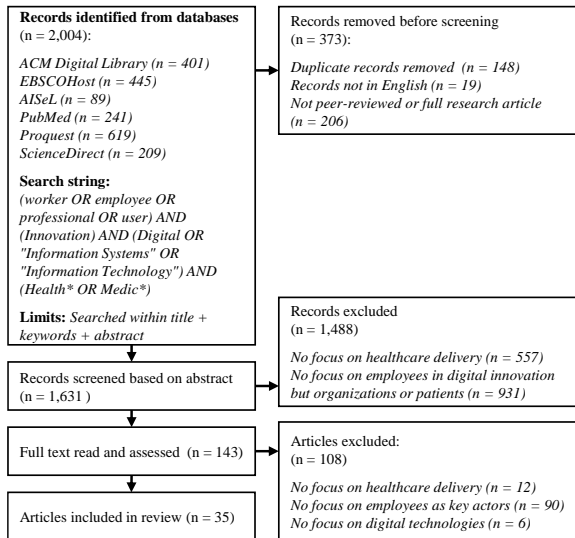 Records identified from databases
(n = 2,004):
ACM Digital Library (n = 401)
EBSCOHost (n = 445)
AISeL (n = 89)
PubMed (n = 241)
Proquest (n = 619)
ScienceDirect (n = 209)
Search string:
(worker OR employee OR
professional OR user) AND
(Innovation) AND (Digital OR
"Information Systems" OR
"Information Technology") AND
(Health* OR Medic*)
Limits: Searched within title +
keywords + abstract
Records removed before screening
(n = 373):
Duplicate records removed (n = 148)
Records not in English (n = 19)
Not peer-reviewed or full research article
(n = 206)
Records screened based on abstract
(n = 1,631 )
Records excluded
(n = 1,488)
No focus on healthcare delivery (n = 557)
No focus on employees in digital innovation
but organizations or patients (n = 931)
Full text read and assessed (n = 143)
Articles excluded:
(n = 108)
No focus on healthcare delivery (n = 12)
No focus on employees as key actors (n = 90)
No focus on digital technologies (n = 6)
Articles included in review (n = 35)